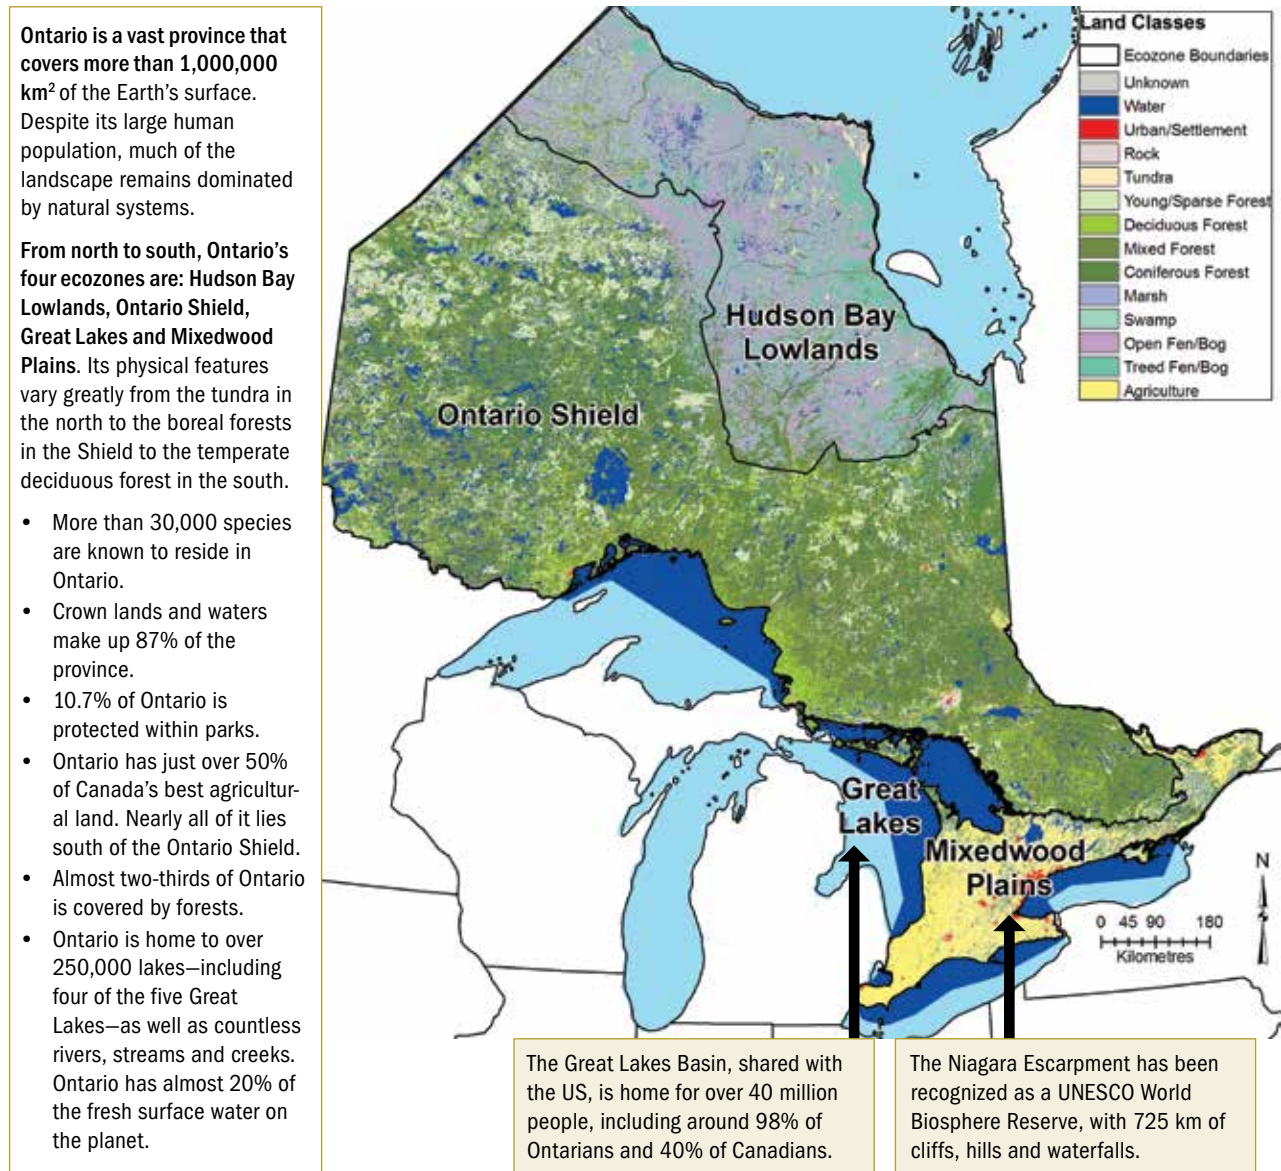 Ontario is a vast province that
covers more than 1,000,000
km² of the Earth’s surface.
Despite its large human
population, much of the
landscape remains dominated
by natural systems.
From north to south, Ontario’s
four ecozones are: Hudson Bay
Lowlands, Ontario Shield,
Great Lakes and Mixedwood
Plains. Its physical features
vary greatly from the tundra in
the north to the boreal forests
in the Shield to the temperate
deciduous forest in the south.
• More than 30,000 species
are known to reside in
Ontario.
• Crown lands and waters
make up 87% of the
province.
• 10.7% of Ontario is
protected within parks.
• Ontario has just over 50%
of Canada’s best agricultur-
al land. Nearly all of it lies
south of the Ontario Shield.
• Almost two-thirds of Ontario
is covered by forests.
• Ontario is home to over
250,000 lakes—including
four of the five Great
Lakes—as well as countless
rivers, streams and creeks.
Ontario has almost 20% of
the fresh surface water on
the planet.
Land Classes
Ecozone Boundaries
Unknown
Water
Urban/Settlement
Rock
Tundra
Young/Sparse Forest
Deciduous Forest
Mixed Forest
Coniferous Forest
Marsh
Swamp
Open Fen/Bog
Treed Fen/Bog
Agriculture
Hudson Bay
Lowlands
Ontario Shield
Great
Lakes
Mixedwood
Plains
N
0 45 90 180
Kilometres
The Great Lakes Basin, shared with
the US, is home for over 40 million
people, including around 98% of
Ontarians and 40% of Canadians.
The Niagara Escarpment has been
recognized as a UNESCO World
Biosphere Reserve, with 725 km of
cliffs, hills and waterfalls.